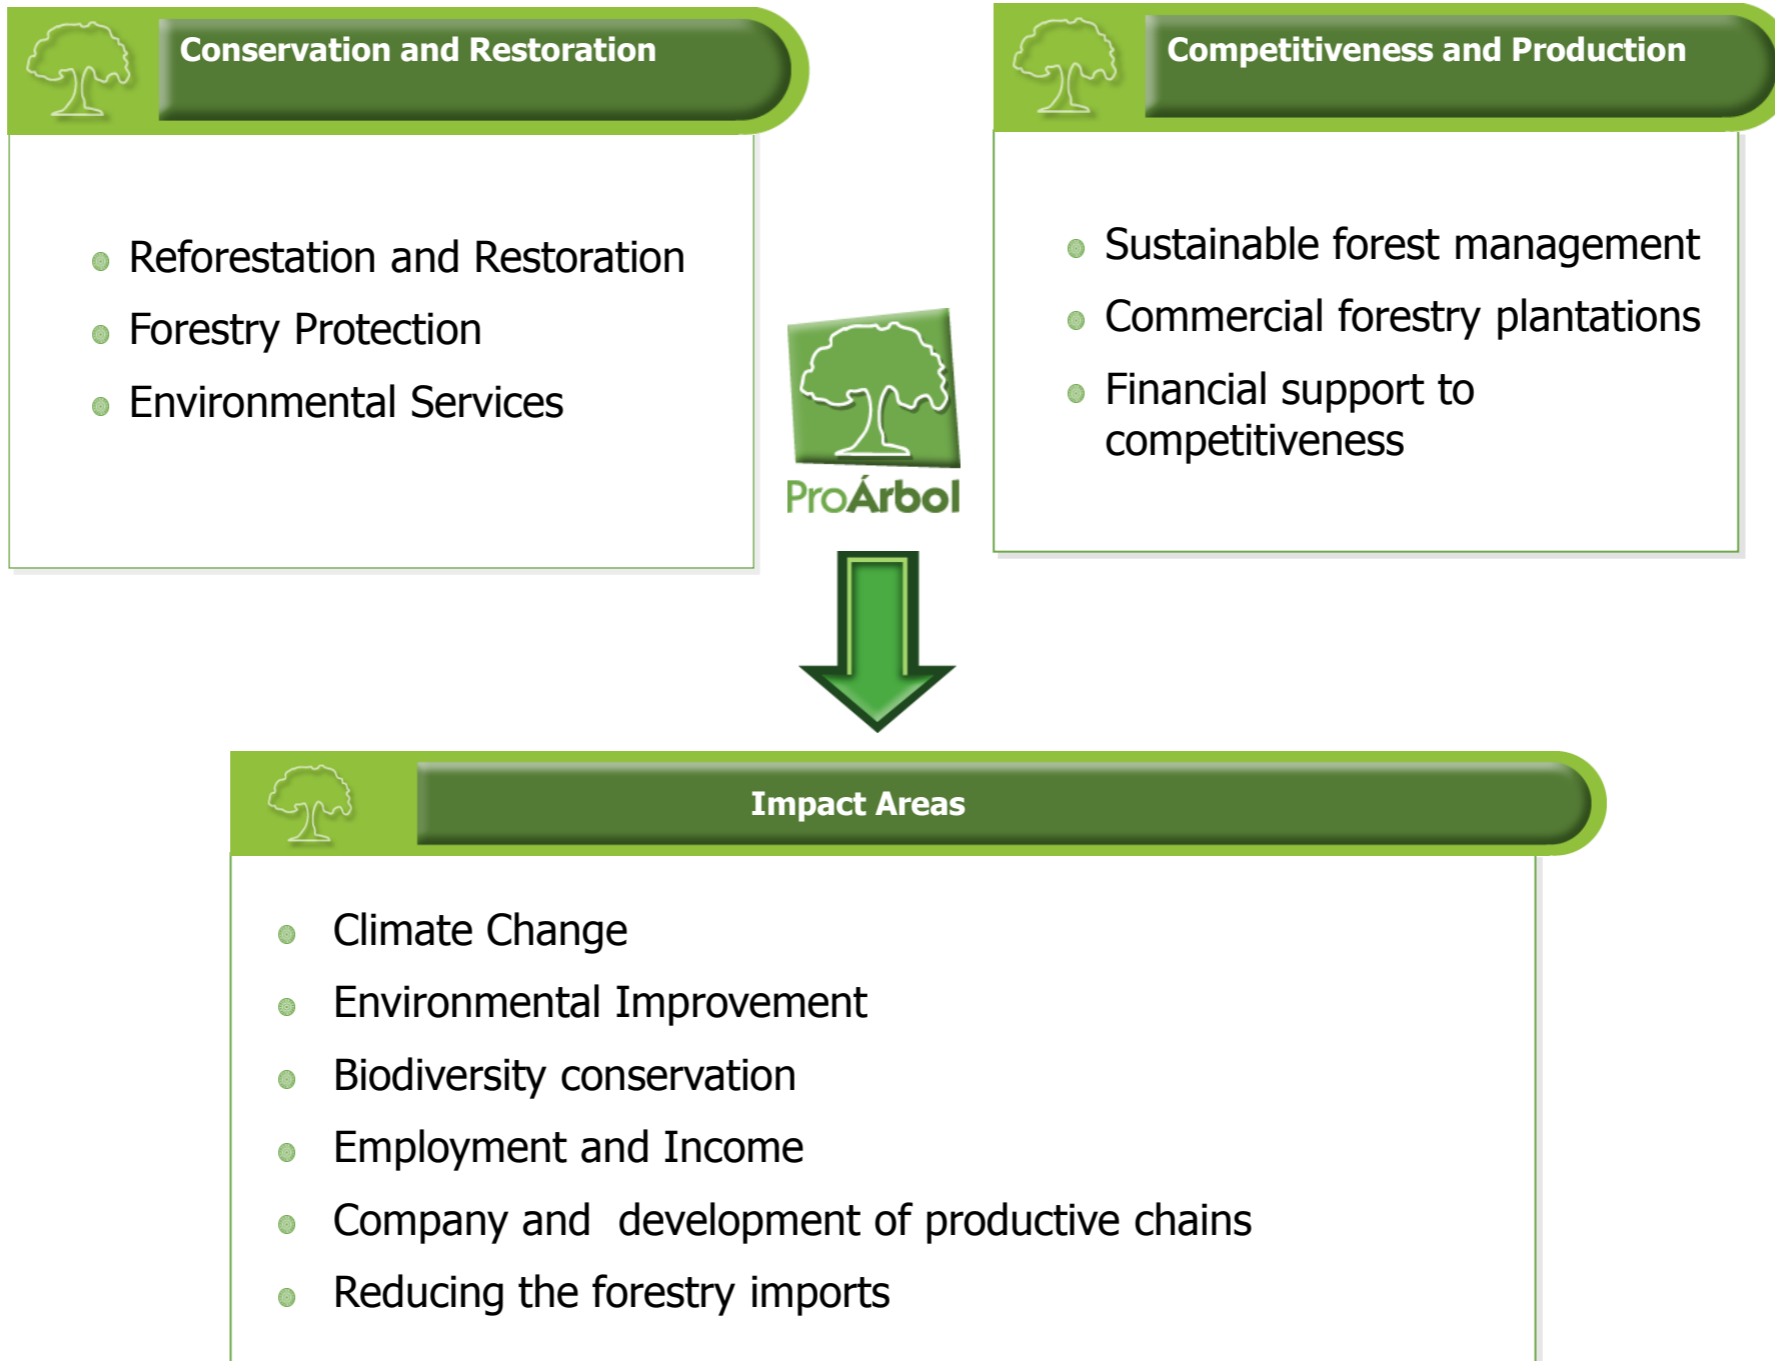 Conservation and Restoration
Reforestation and Restoration
Forestry Protection
Environmental Services
Competitiveness and Production
Sustainable forest management
Commercial forestry plantations
Financial support to
competitiveness
ProÁrbol
Impact Areas
Climate Change
Environmental Improvement
Biodiversity conservation
Employment and Income
Company and  development of productive chains
Reducing the forestry imports